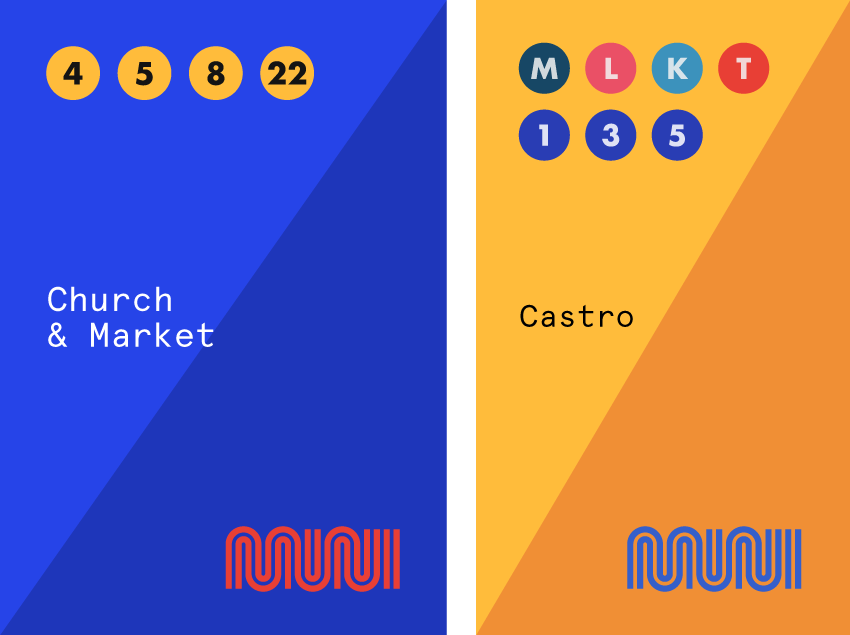 4 5 8 22
Church
& Market
MUNI
M L K T
1 3 5
Castro
MUNI